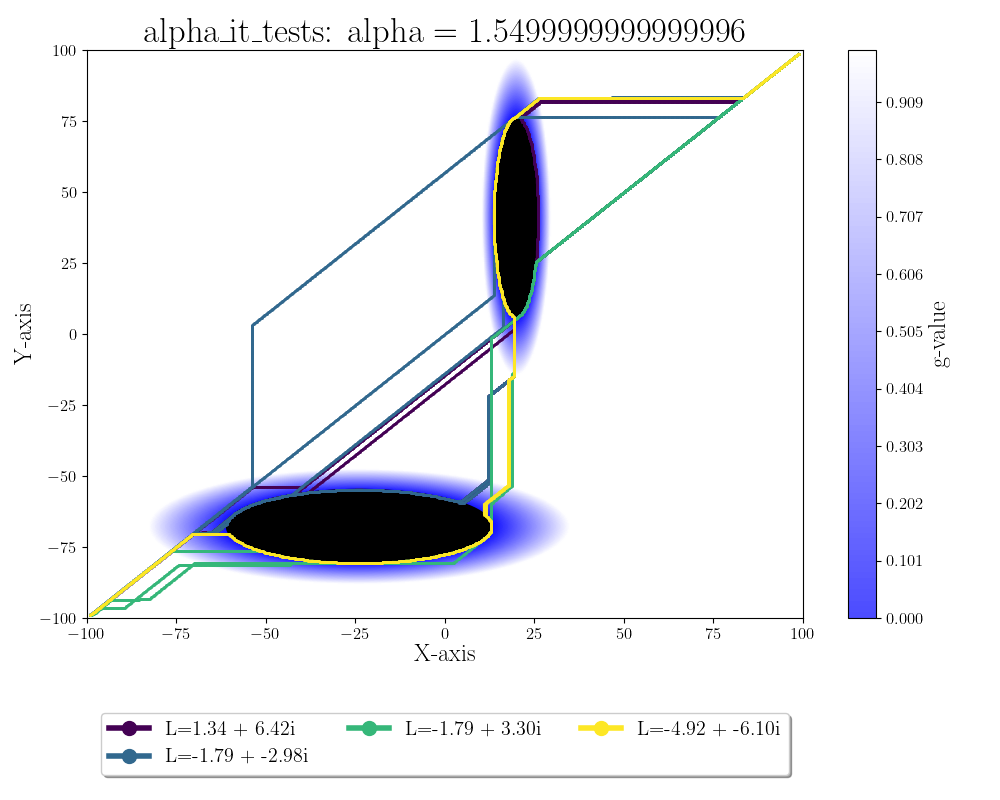 alpha_it_tests: alpha = 1.5499999999999996
100
75
50
25
0
−25
−50
−75
−100
Y-axis
−100 −75 −50 −25 0 25 50 75 100
X-axis
0.909
0.808
0.707
0.606
0.505
0.404
0.303
0.202
0.101
0.000
g-value
L=1.34 + 6.42i L=-1.79 + 3.30i L=-4.92 + -6.10i
L=-1.79 + -2.98i